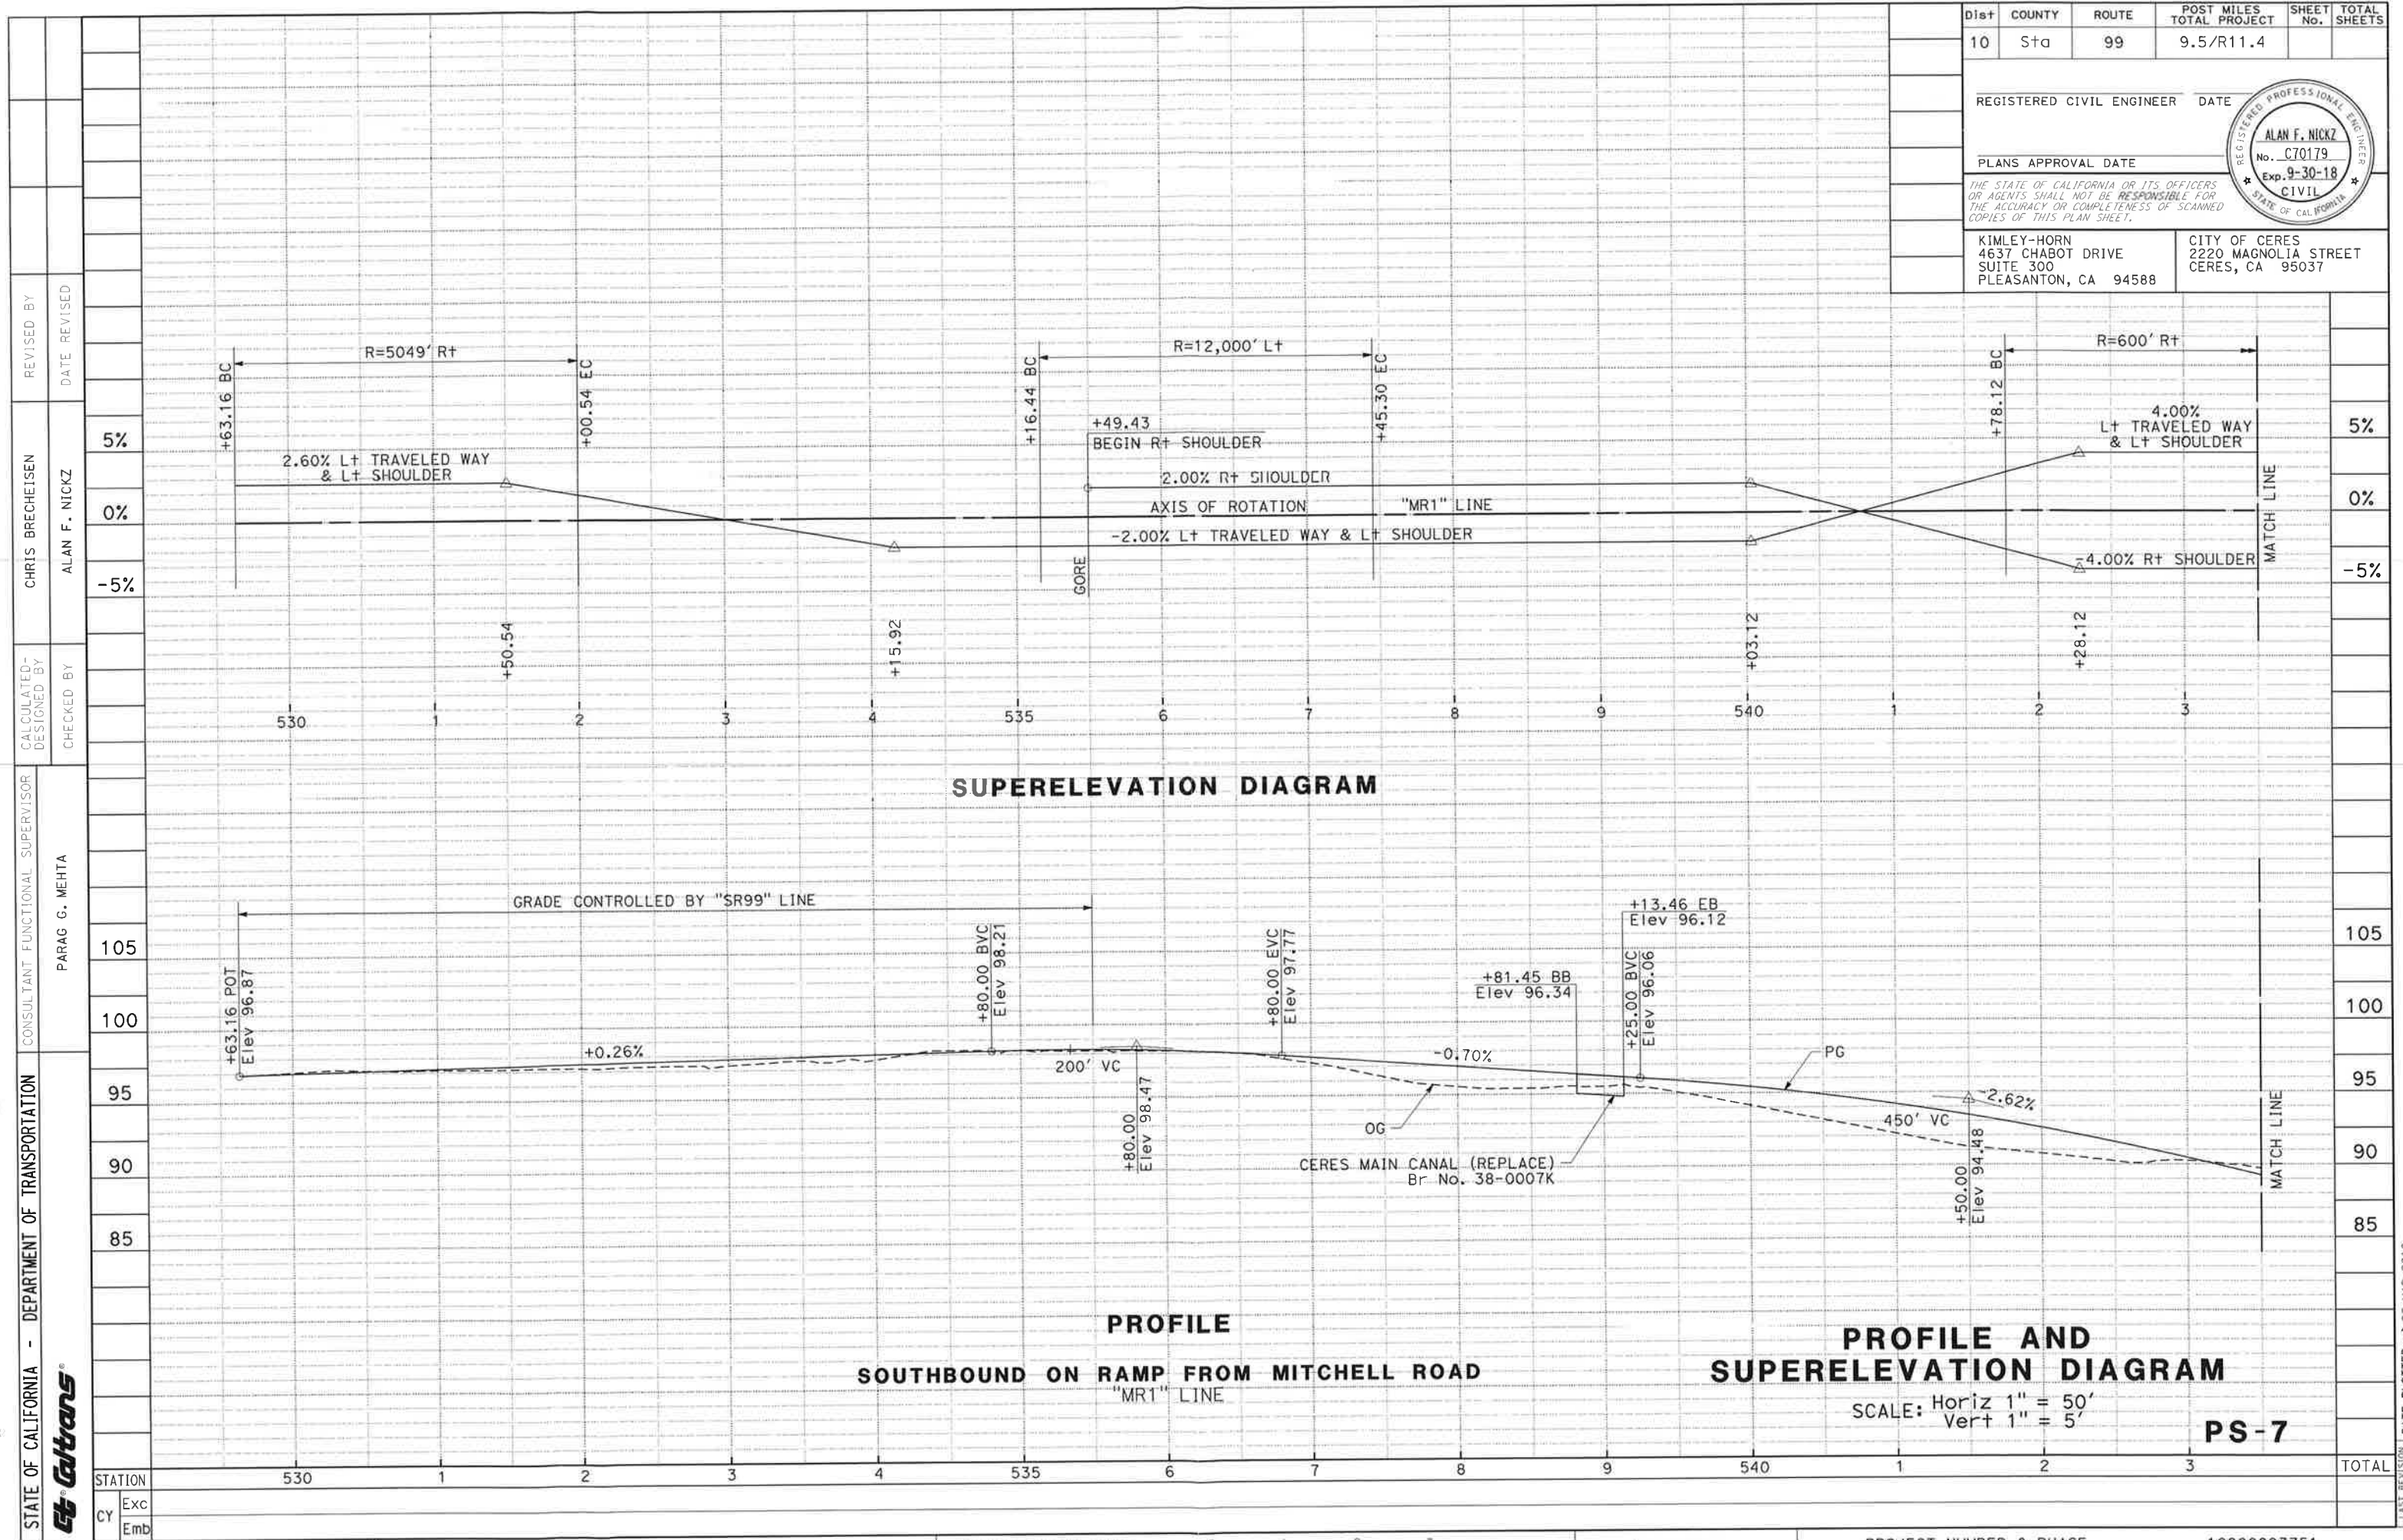 Dist COUNTY ROUTE POST MILES TOTAL PROJECT SHEET No. TOTAL SHEETS
10 Sta 99 9.5/R11.4
REGISTERED CIVIL ENGINEER DATE
PLANS APPROVAL DATE
REGISTERED PROFESSIONAL ENGINEER
ALAN F. NICKZ
No. C70179
Exp. 9-30-18
CIVIL
STATE OF CALIFORNIA
THE STATE OF CALIFORNIA OR ITS OFFICERS
OR AGENTS SHALL NOT BE RESPONSIBLE FOR
THE ACCURACY OR COMPLETENESS OF SCANNED
COPIES OF THIS PLAN SHEET.
KIMLEY-HORN
4637 CHABOT DRIVE
SUITE 300
PLEASANTON, CA 94588
CITY OF CERES
2220 MAGNOLIA STREET
CERES, CA 95037
REVISED BY
DATE REVISED
CHRIS BRECHEISEN
ALAN F. NICKZ
CALCULATED-
DESIGNED BY
CHECKED BY
CONSULTANT FUNCTIONAL SUPERVISOR
PARAG G. MEHTA
STATE OF CALIFORNIA - DEPARTMENT OF TRANSPORTATION
Ct® Caltrans®
5%
0%
-5%
+63.16 BC
R=5049' Rt
+00.54 EC
2.60% Lt TRAVELED WAY
& Lt SHOULDER
+50.54
+15.92
+16.44 BC
R=12,000' Lt
+45.30 EC
+49.43
BEGIN Rt SHOULDER
2.00% Rt SHOULDER
AXIS OF ROTATION "MR1" LINE
-2.00% Lt TRAVELED WAY & Lt SHOULDER
GORE
+03.12
+78.12 BC
R=600' Rt
4.00%
Lt TRAVELED WAY
& Lt SHOULDER
-4.00% Rt SHOULDER
+28.12
MATCH LINE
5%
0%
-5%
530 1 2 3 4 535 6 7 8 9 540 1 2 3
SUPERELEVATION DIAGRAM
105
100
95
90
85
GRADE CONTROLLED BY "SR99" LINE
+63.16 POT
Elev 96.87
+0.26%
+80.00 BVC
Elev 98.21
200' VC
+80.00
Elev 98.47
+80.00 EVC
Elev 97.77
-0.70%
+81.45 BB
Elev 96.34
+13.46 EB
Elev 96.12
+25.00 BVC
Elev 96.06
PG
OG
CERES MAIN CANAL (REPLACE)
Br No. 38-0007K
-2.62%
450' VC
+50.00
Elev 94.48
MATCH LINE
105
100
95
90
85
PROFILE
SOUTHBOUND ON RAMP FROM MITCHELL ROAD
"MR1" LINE
PROFILE AND
SUPERELEVATION DIAGRAM
SCALE: Horiz 1" = 50'
Vert 1" = 5'
PS-7
STATION 530 1 2 3 4 535 6 7 8 9 540 1 2 3 TOTAL
CY Exc
Emb